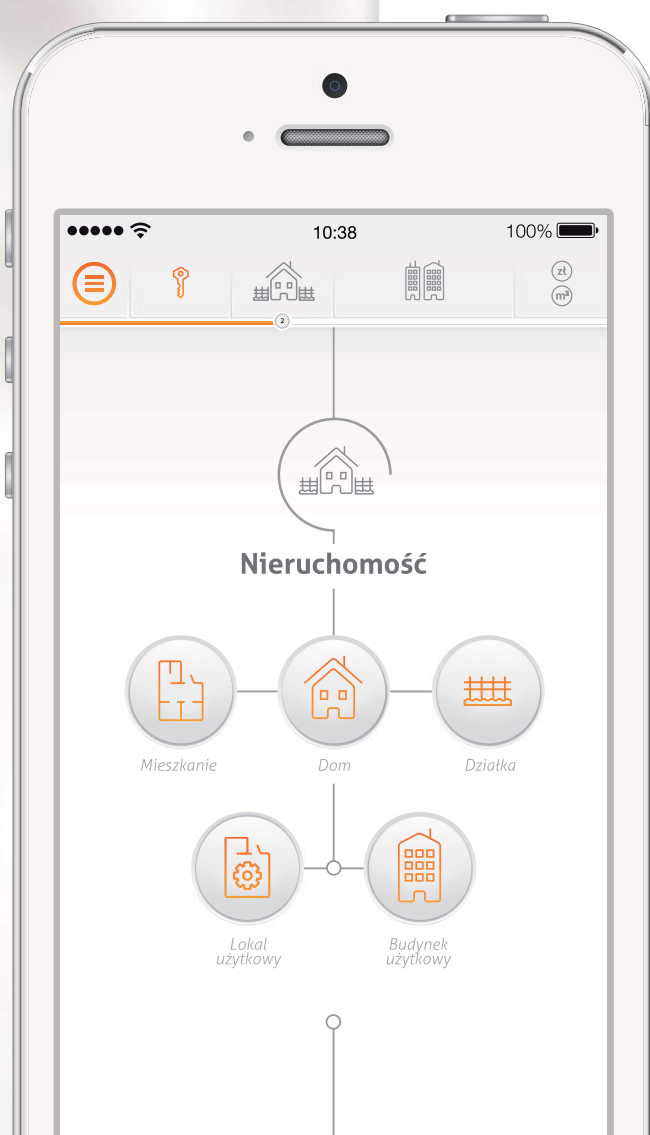 10:38
100%
zł
m²
2
Nieruchomość
Mieszkanie
Dom
Działka
Lokal
użytkowy
Budynek
użytkowy